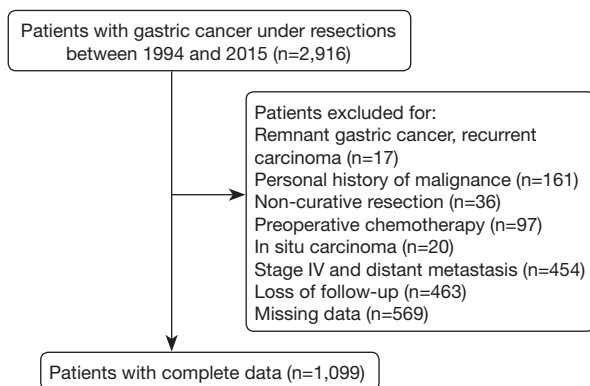 Patients with gastric cancer under resections
between 1994 and 2015 (n=2,916)
Patients excluded for:
Remnant gastric cancer, recurrent
carcinoma (n=17)
Personal history of malignance (n=161)
Non-curative resection (n=36)
Preoperative chemotherapy (n=97)
In situ carcinoma (n=20)
Stage IV and distant metastasis (n=454)
Loss of follow-up (n=463)
Missing data (n=569)
Patients with complete data (n=1,099)